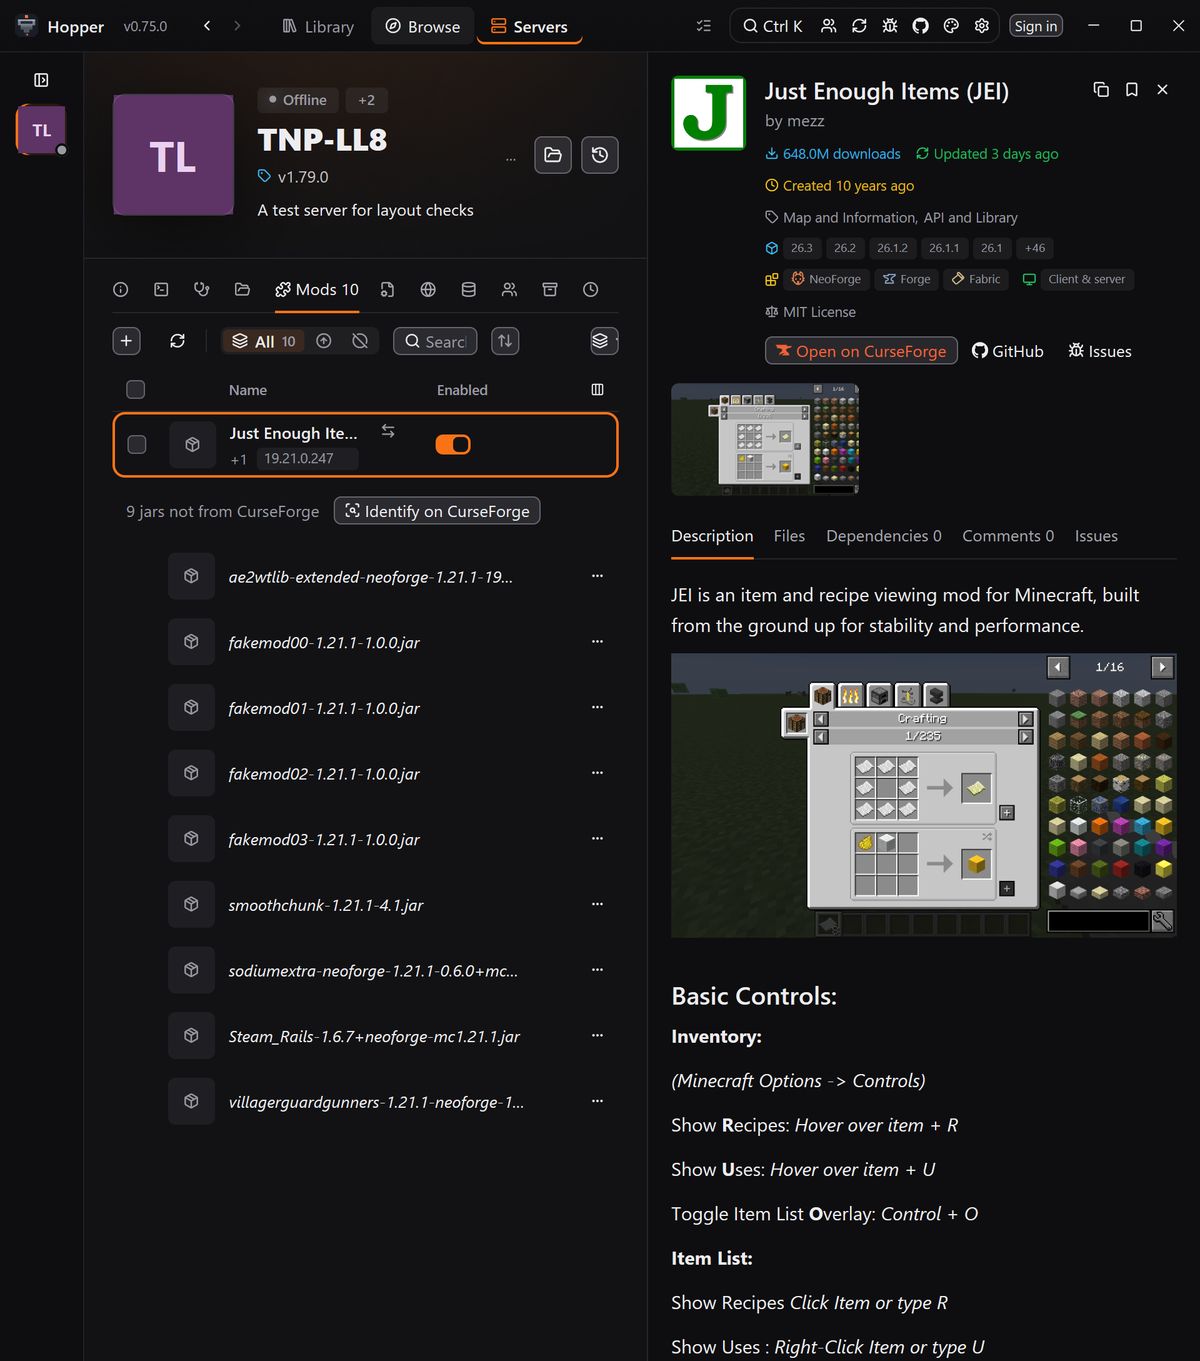 Hopper v0.75.0 Library Browse Servers Ctrl K Sign in
TL
TL
Offline +2
TNP-LL8
v1.79.0
A test server for layout checks
...
Mods 10
All 10 Searc
Name Enabled
Just Enough Ite...
+1 19.21.0.247
9 jars not from CurseForge Identify on CurseForge
ae2wtlib-extended-neoforge-1.21.1-19...
fakemod00-1.21.1-1.0.0.jar
fakemod01-1.21.1-1.0.0.jar
fakemod02-1.21.1-1.0.0.jar
fakemod03-1.21.1-1.0.0.jar
smoothchunk-1.21.1-4.1.jar
sodiumextra-neoforge-1.21.1-0.6.0+mc...
Steam_Rails-1.6.7+neoforge-mc1.21.1.jar
villagerguardgunners-1.21.1-neoforge-1...
J
Just Enough Items (JEI)
by mezz
648.0M downloads Updated 3 days ago
Created 10 years ago
Map and Information, API and Library
26.3 26.2 26.1.2 26.1.1 26.1 +46
NeoForge Forge Fabric Client & server
MIT License
Open on CurseForge GitHub Issues
1/16
Crafting
Description Files Dependencies 0 Comments 0 Issues
JEI is an item and recipe viewing mod for Minecraft, built
from the ground up for stability and performance.
1/16
Crafting
1/235
Basic Controls:
Inventory:
(Minecraft Options -> Controls)
Show Recipes: Hover over item + R
Show Uses: Hover over item + U
Toggle Item List Overlay: Control + O
Item List:
Show Recipes Click Item or type R
Show Uses : Right-Click Item or type U